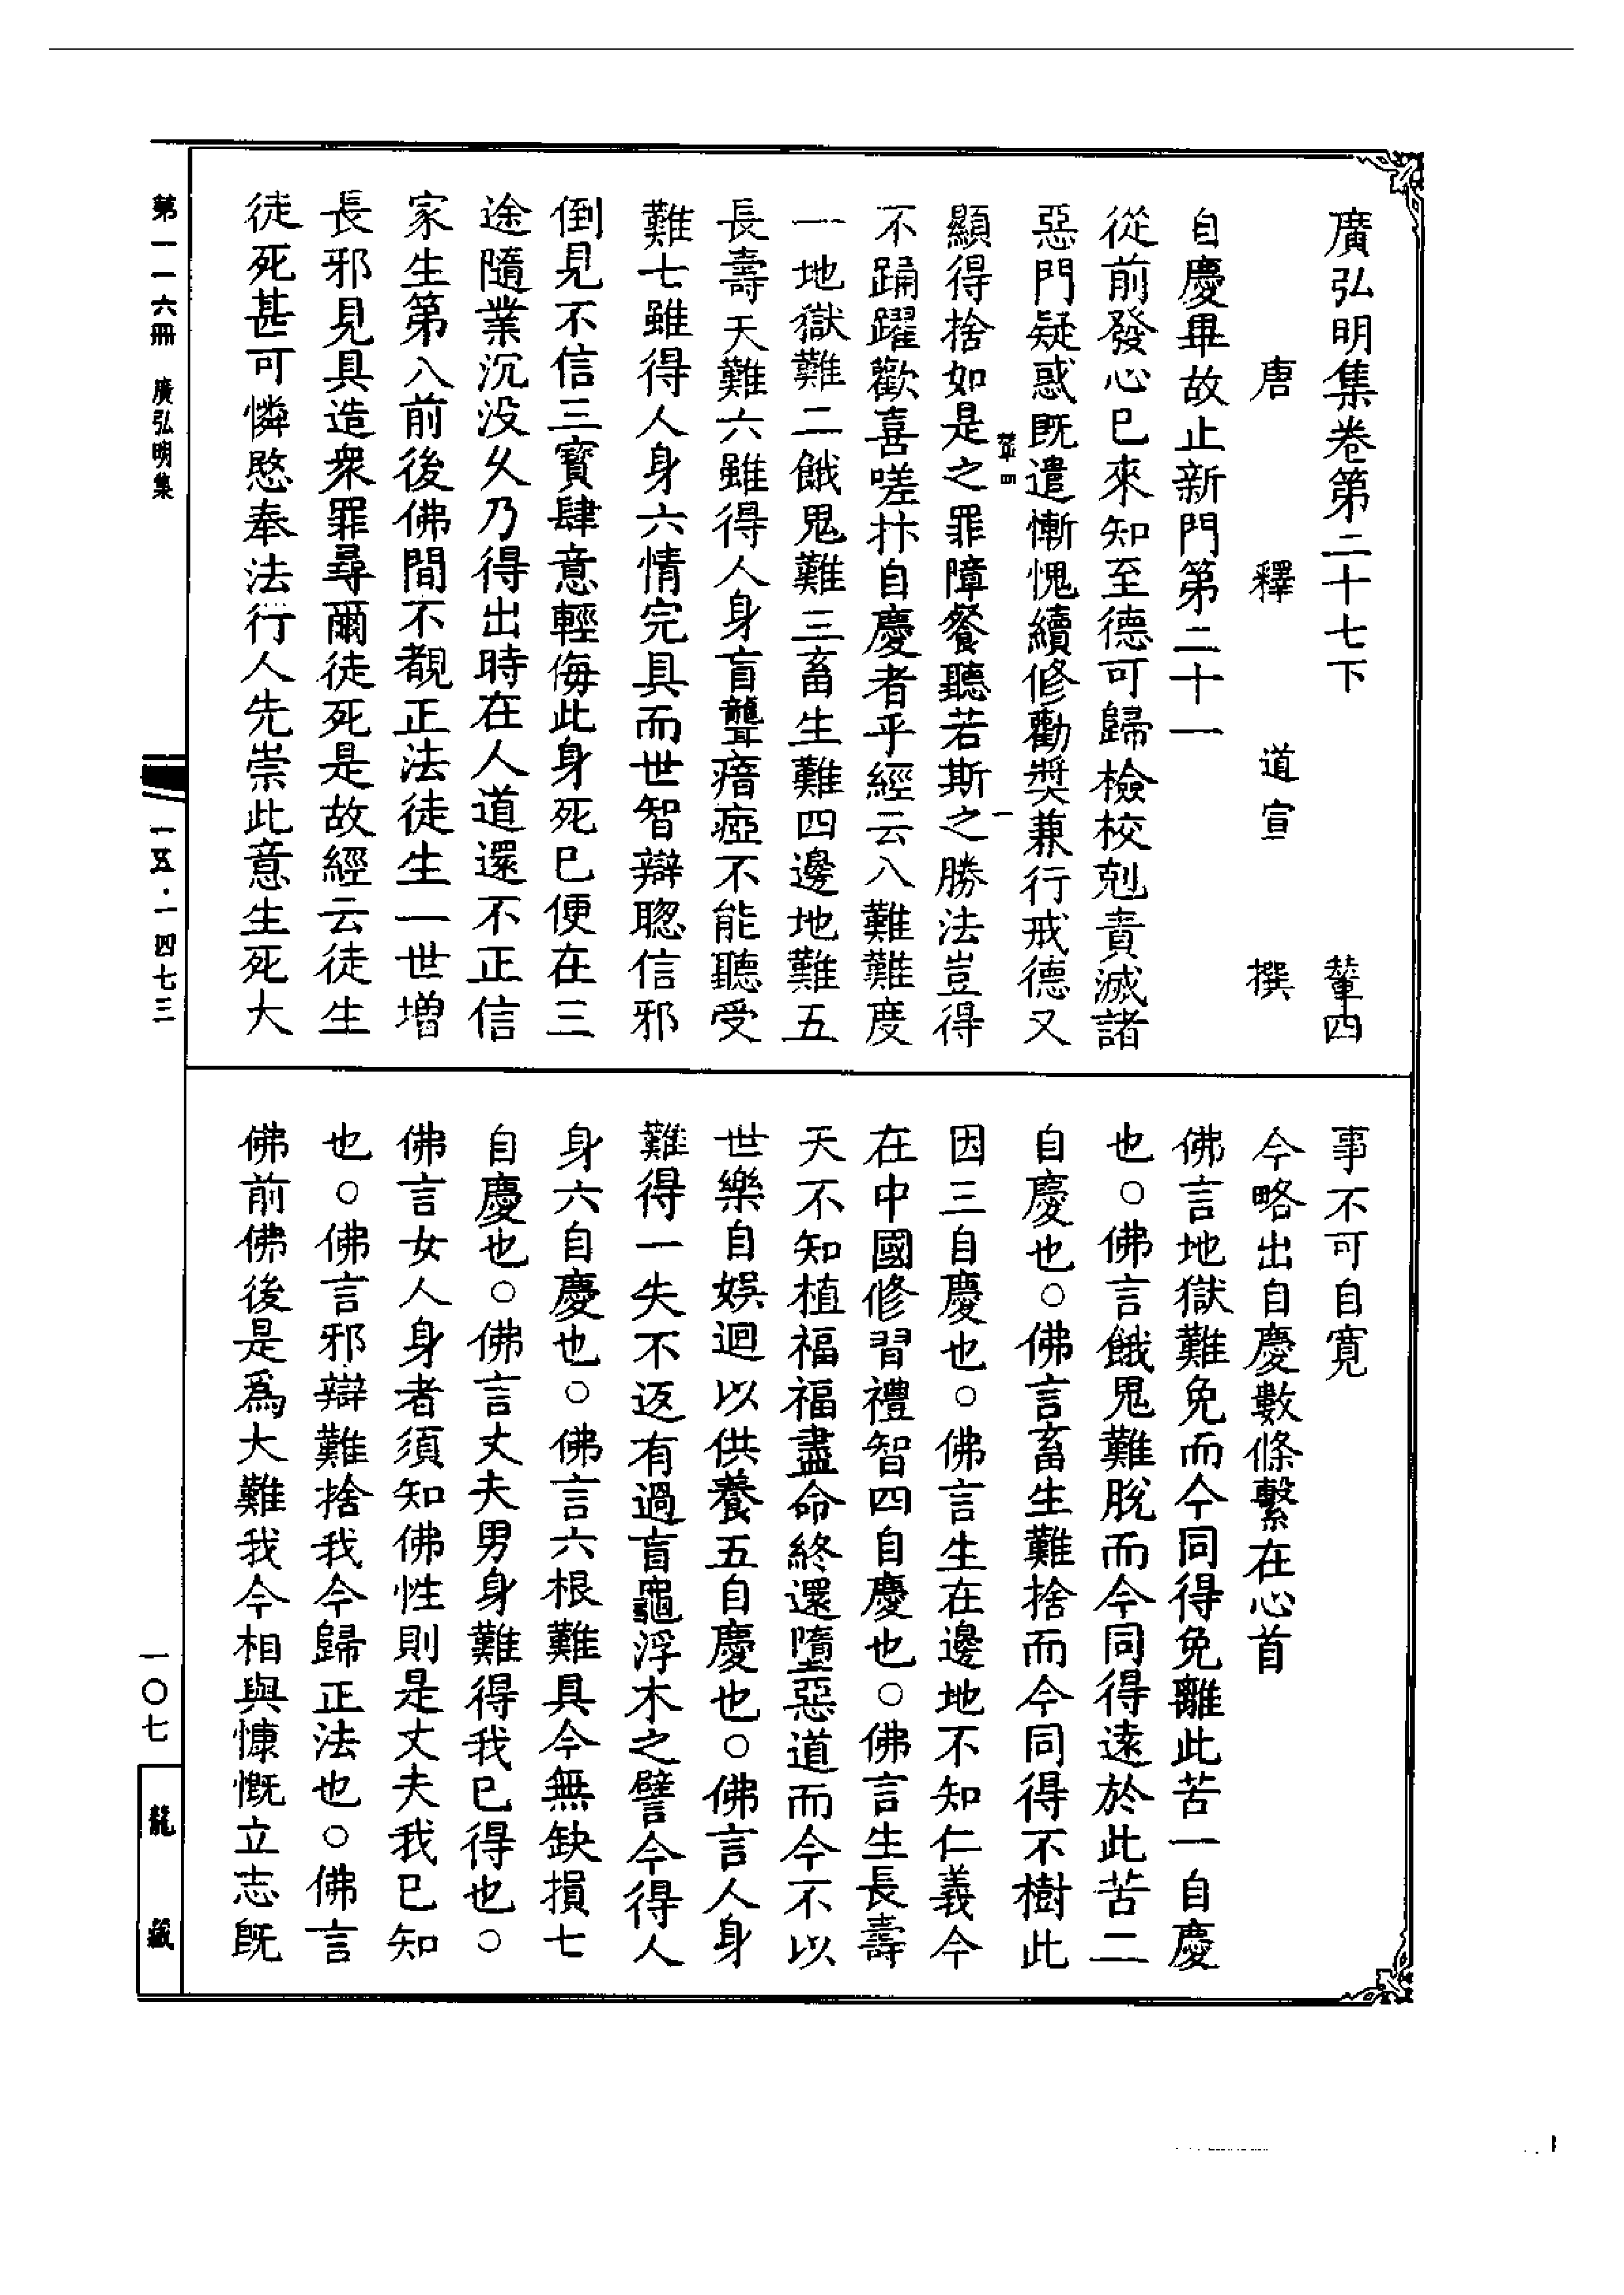 廣弘明集卷第二十七下 輦四
唐 釋 道宣 撰
自慶畢故止新門第二十一
從前發心巳來知至德可歸檢校剋責滅諸
惡門疑惑既遣慚愧續修勸奬兼行戒德又
輦四 一
顯得捨如是之罪障餐聽若斯之勝法豈得
不踊躍歡喜嗟抃自慶者乎經云八難難度
一地獄難二餓鬼難三畜生難四邊地難五
長壽天難六雖得人身盲聾瘖瘂不能聽受
難七雖得人身六情完具而世智辯聦信邪
倒見不信三寳肆意輕侮此身死巳便在三
途隨業沉没乆乃得出時在人道還不正信
家生第八前後佛間不覩正法徒生一世增
長邪見具造衆罪尋爾徒死是故經云徒生
徒死甚可憐愍奉法行人先崇此意生死大
事不可自寬
今略出自慶數條繫在心首
佛言地獄難免而今同得免離此苦一自慶
也○佛言餓鬼難脫而今同得遠於此苦二
自慶也○佛言畜生難捨而今同得不樹此
因三自慶也○佛言生在邊地不知仁義今
在中國修習禮智四自慶也○佛言生長壽
天不知植福福盡命終還墮惡道而今不以
世樂自娱迴以供養五自慶也○佛言人身
難得一失不返有過盲龜浮木之譬今得人
身六自慶也○佛言六根難具今無缺損七
自慶也○佛言丈夫男身難得我巳得也○
佛言女人身者須知佛性則是丈夫我巳知
也○佛言邪辯難捨我今歸正法也○佛言
佛前佛後是爲大難我今相與慷慨立志既
第一一六冊 廣弘明集
一五·一四七三
一〇七
龍藏